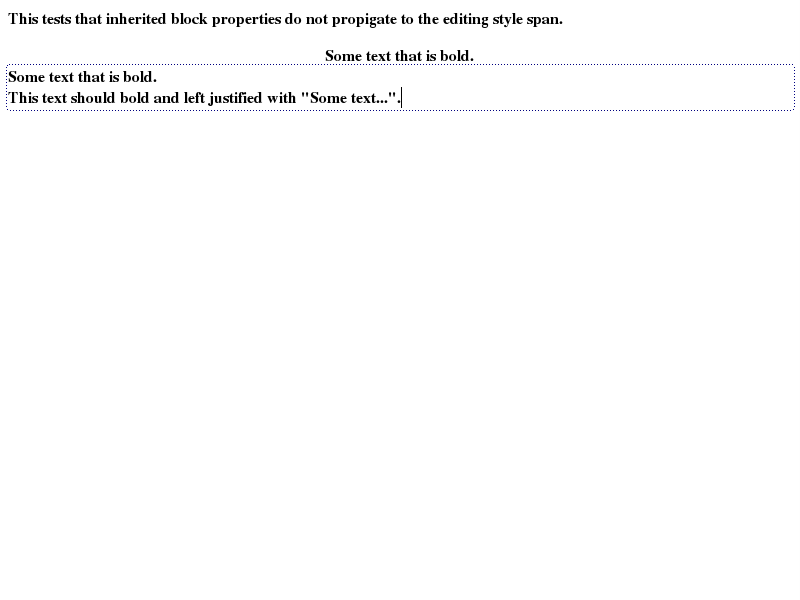 This tests that inherited block properties do not propigate to the editing style span.
Some text that is bold.
Some text that is bold.
This text should bold and left justified with "Some text...".